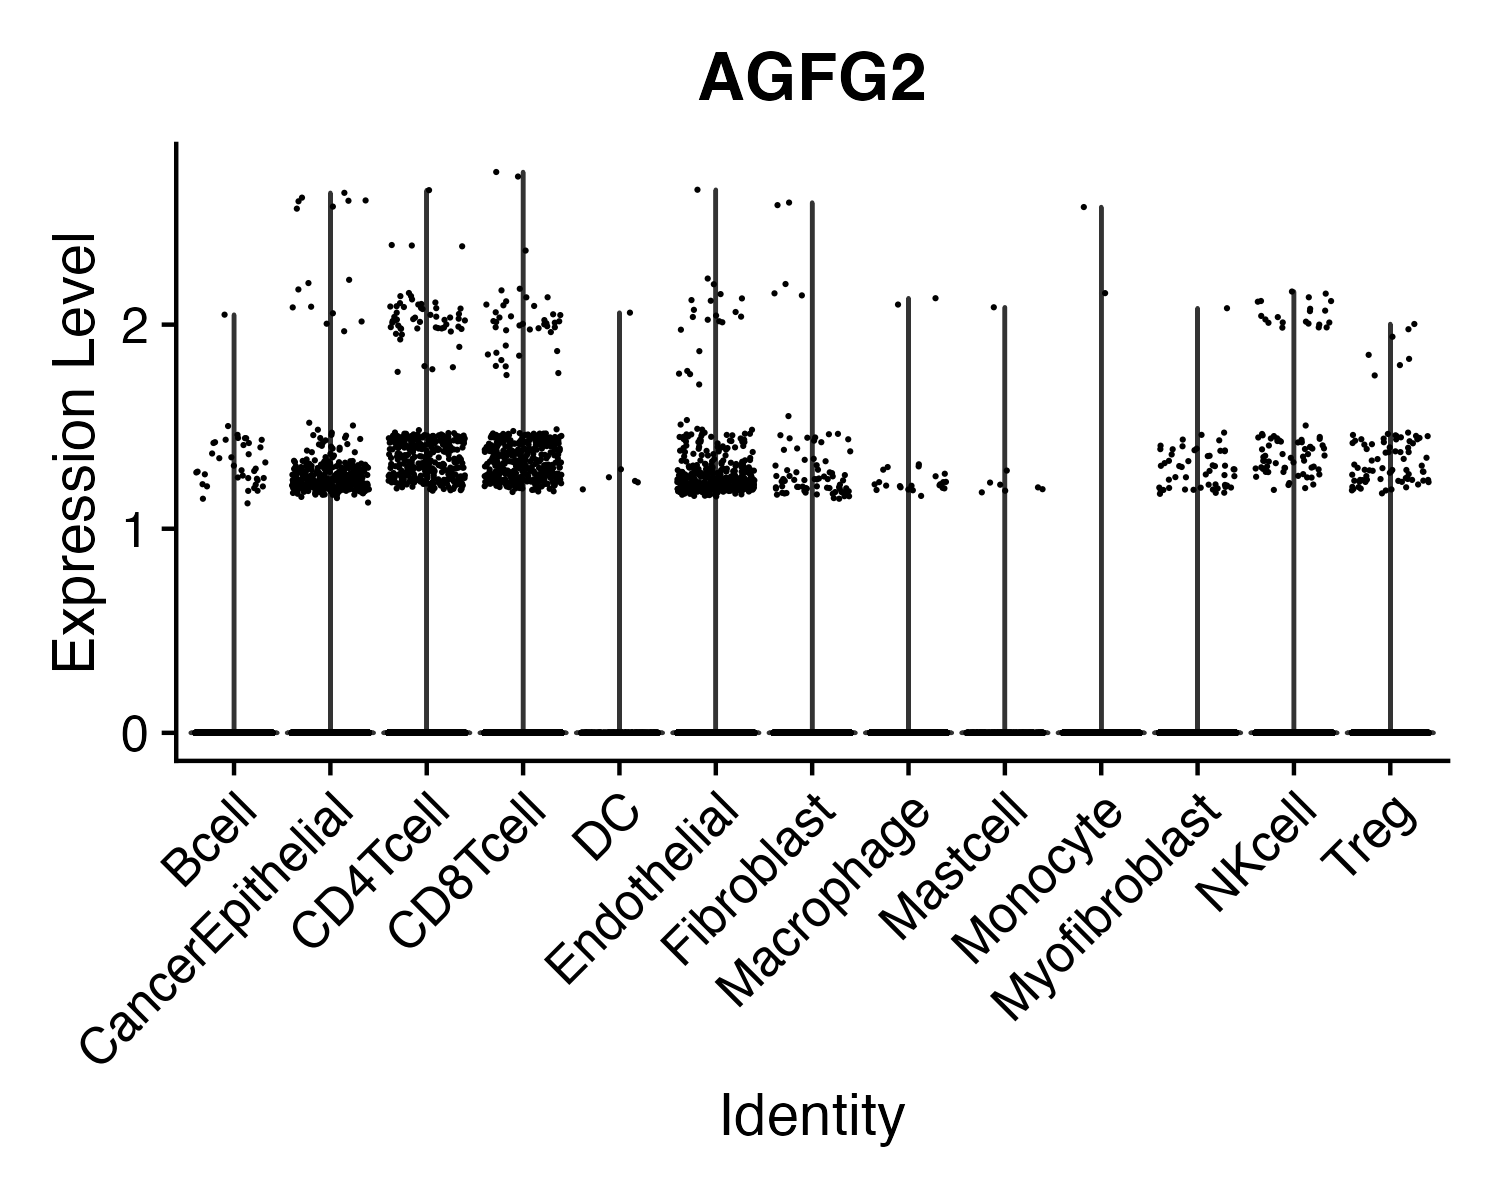 AGFG2
Expression Level
2
1
0
Bcell
CancerEpithelial
CD4Tcell
CD8Tcell
DC
Endothelial
Fibroblast
Macrophage
Mastcell
Monocyte
Myofibroblast
NKcell
Treg
Identity